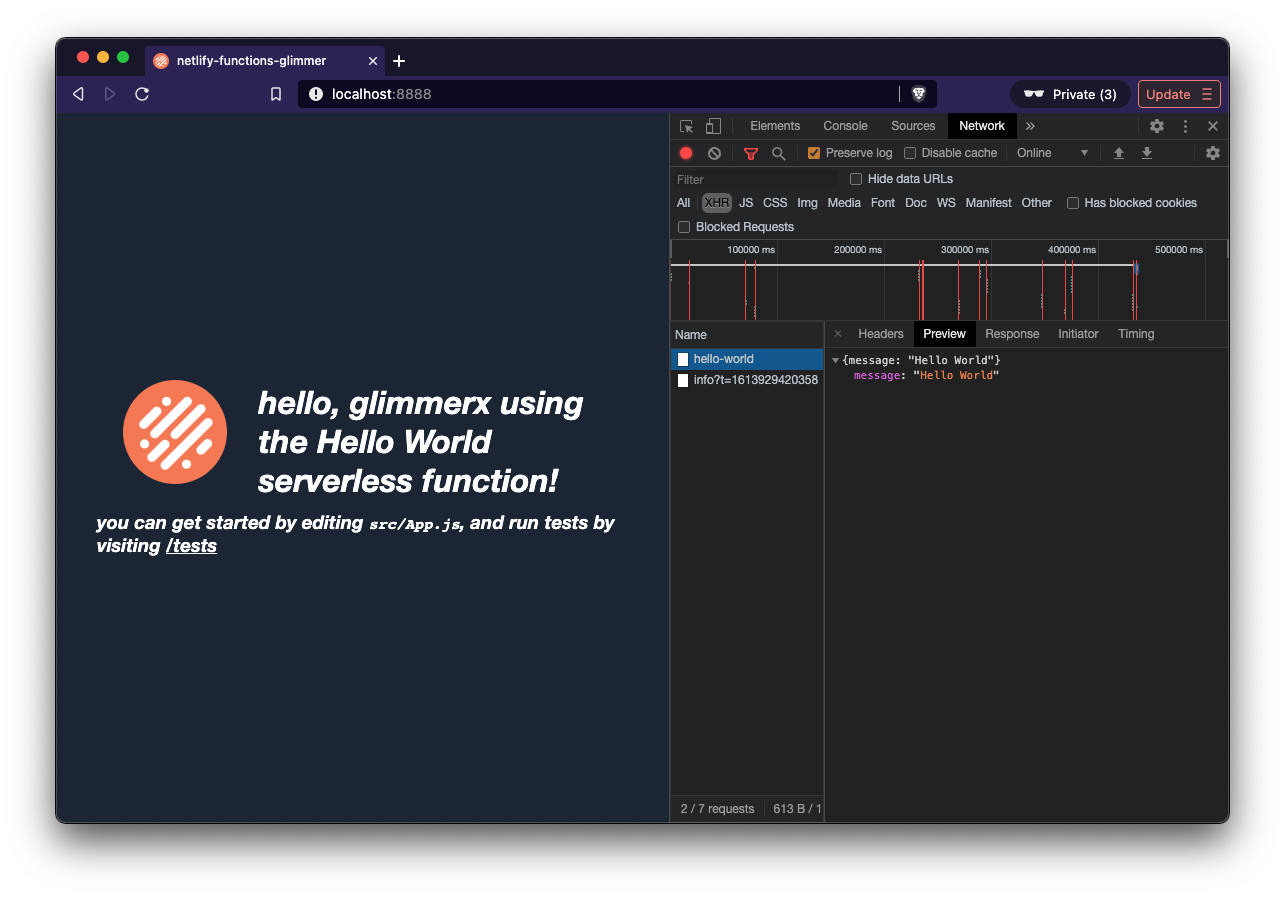 netlify-functions-glimmer
localhost:8888
Private (3)
Update
hello, glimmerx using
the Hello World
serverless function!
you can get started by editing src/App.js, and run tests by
visiting /tests
Elements Console Sources Network
Preserve log Disable cache Online
Filter Hide data URLs
All XHR JS CSS Img Media Font Doc WS Manifest Other Has blocked cookies
Blocked Requests
100000 ms 200000 ms 300000 ms 400000 ms 500000 ms
Name
hello-world
info?t=1613929420358
2 / 7 requests 613 B / 1
Headers Preview Response Initiator Timing
{message: "Hello World"}
message: "Hello World"